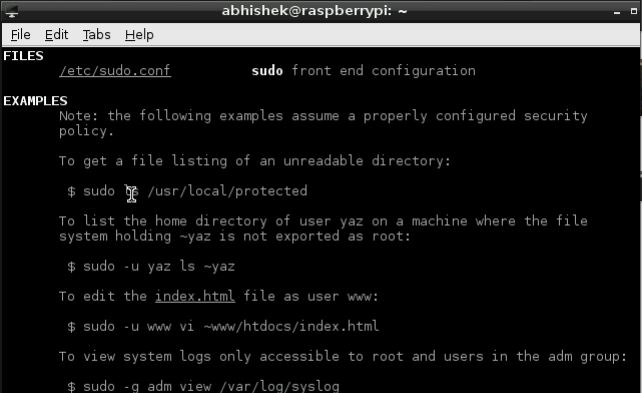 abhishek@raspberrypi: ~
File Edit Tabs Help
FILES
/etc/sudo.conf sudo front end configuration
EXAMPLES
Note: the following examples assume a properly configured security
policy.
To get a file listing of an unreadable directory:
$ sudo ls /usr/local/protected
To list the home directory of user yaz on a machine where the file
system holding ~yaz is not exported as root:
$ sudo -u yaz ls ~yaz
To edit the index.html file as user www:
$ sudo -u www vi ~www/htdocs/index.html
To view system logs only accessible to root and users in the adm group:
$ sudo -g adm view /var/log/syslog